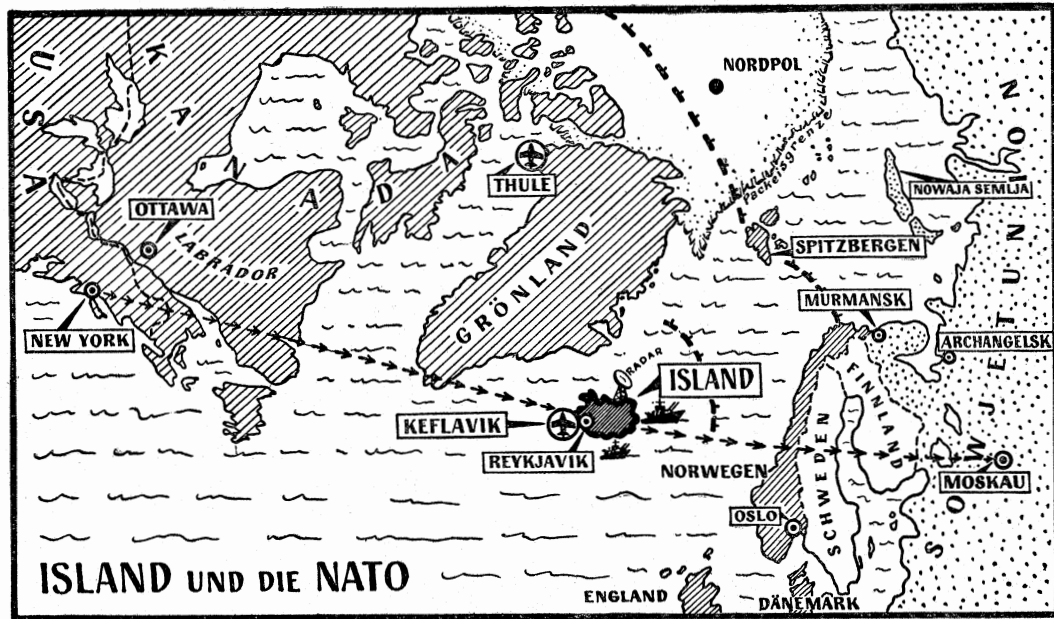 USA
KANADA
NORDPOL
Packeisgrenze
SOWJETUNION
THULE
NOWAJA SEMLJA
OTTAWA
LABRADOR
SPITZBERGEN
GRÖNLAND
MURMANSK
NEW YORK
ARCHANGELSK
RADAR
ISLAND
FINNLAND
KEFLAVIK
REYKJAVIK
NORWEGEN
SCHWEDEN
MOSKAU
OSLO
ISLAND UND DIE NATO
ENGLAND
DÄNEMARK